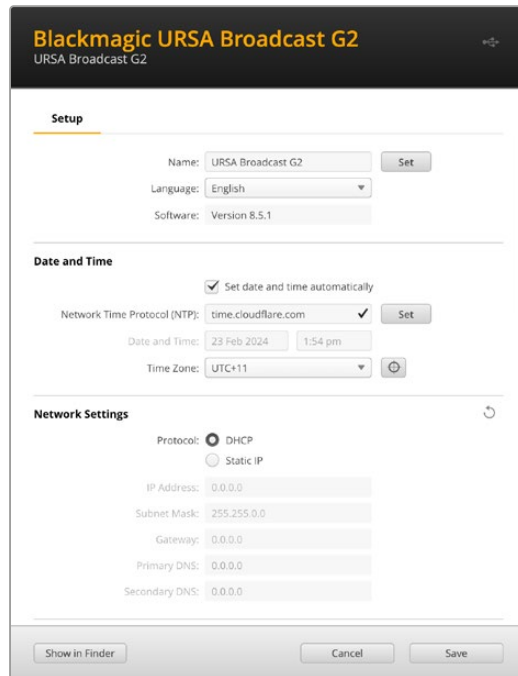 Blackmagic URSA Broadcast G2
URSA Broadcast G2
Setup
Name: URSA Broadcast G2 Set
Language: English
Software: Version 8.5.1
Date and Time
Set date and time automatically
Network Time Protocol (NTP): time.cloudflare.com Set
Date and Time: 23 Feb 2024 1:54 pm
Time Zone: UTC+11
Network Settings
Protocol: DHCP
Static IP
IP Address: 0.0.0.0
Subnet Mask: 255.255.0.0
Gateway: 0.0.0.0
Primary DNS: 0.0.0.0
Secondary DNS: 0.0.0.0
Show in Finder Cancel Save